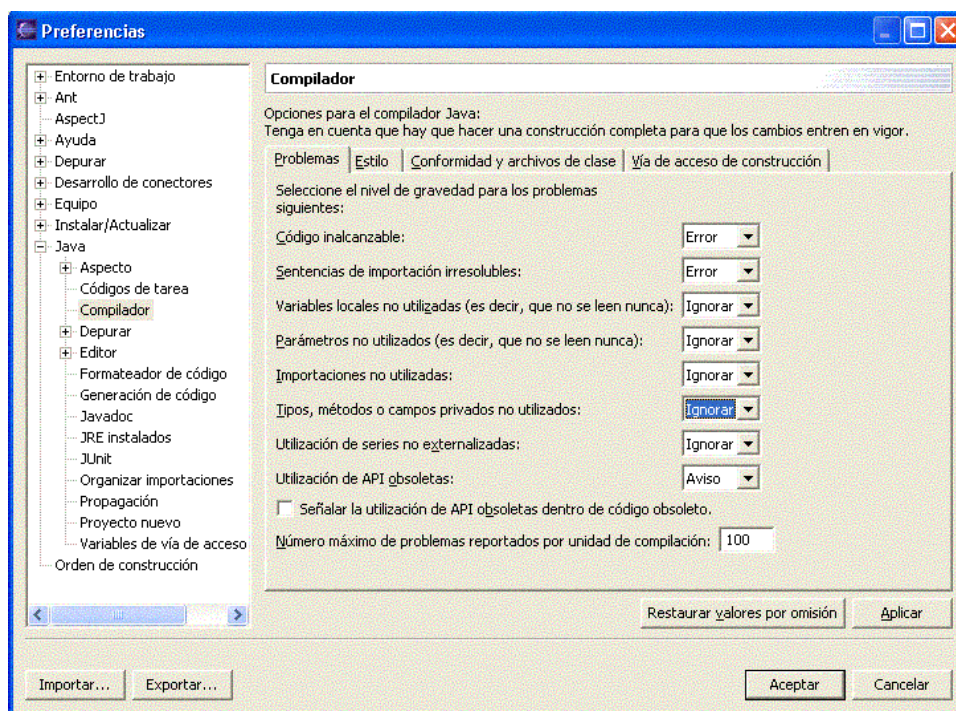 Preferencias
Entorno de trabajo
Ant
AspectJ
Ayuda
Depurar
Desarrollo de conectores
Equipo
Instalar/Actualizar
Java
Aspecto
Códigos de tarea
Compilador
Depurar
Editor
Formateador de código
Generación de código
Javadoc
JRE instalados
JUnit
Organizar importaciones
Propagación
Proyecto nuevo
Variables de vía de acceso
Orden de construcción
Compilador
Opciones para el compilador Java:
Tenga en cuenta que hay que hacer una construcción completa para que los cambios entren en vigor.
Problemas Estilo Conformidad y archivos de clase Vía de acceso de construcción
Seleccione el nivel de gravedad para los problemas
siguientes:
Código inalcanzable: Error
Sentencias de importación irresolubles: Error
Variables locales no utilizadas (es decir, que no se leen nunca): Ignorar
Parámetros no utilizados (es decir, que no se leen nunca): Ignorar
Importaciones no utilizadas: Ignorar
Tipos, métodos o campos privados no utilizados: Ignorar
Utilización de series no externalizadas: Ignorar
Utilización de API obsoletas: Aviso
Señalar la utilización de API obsoletas dentro de código obsoleto.
Número máximo de problemas reportados por unidad de compilación: 100
Restaurar valores por omisión Aplicar
Importar... Exportar... Aceptar Cancelar